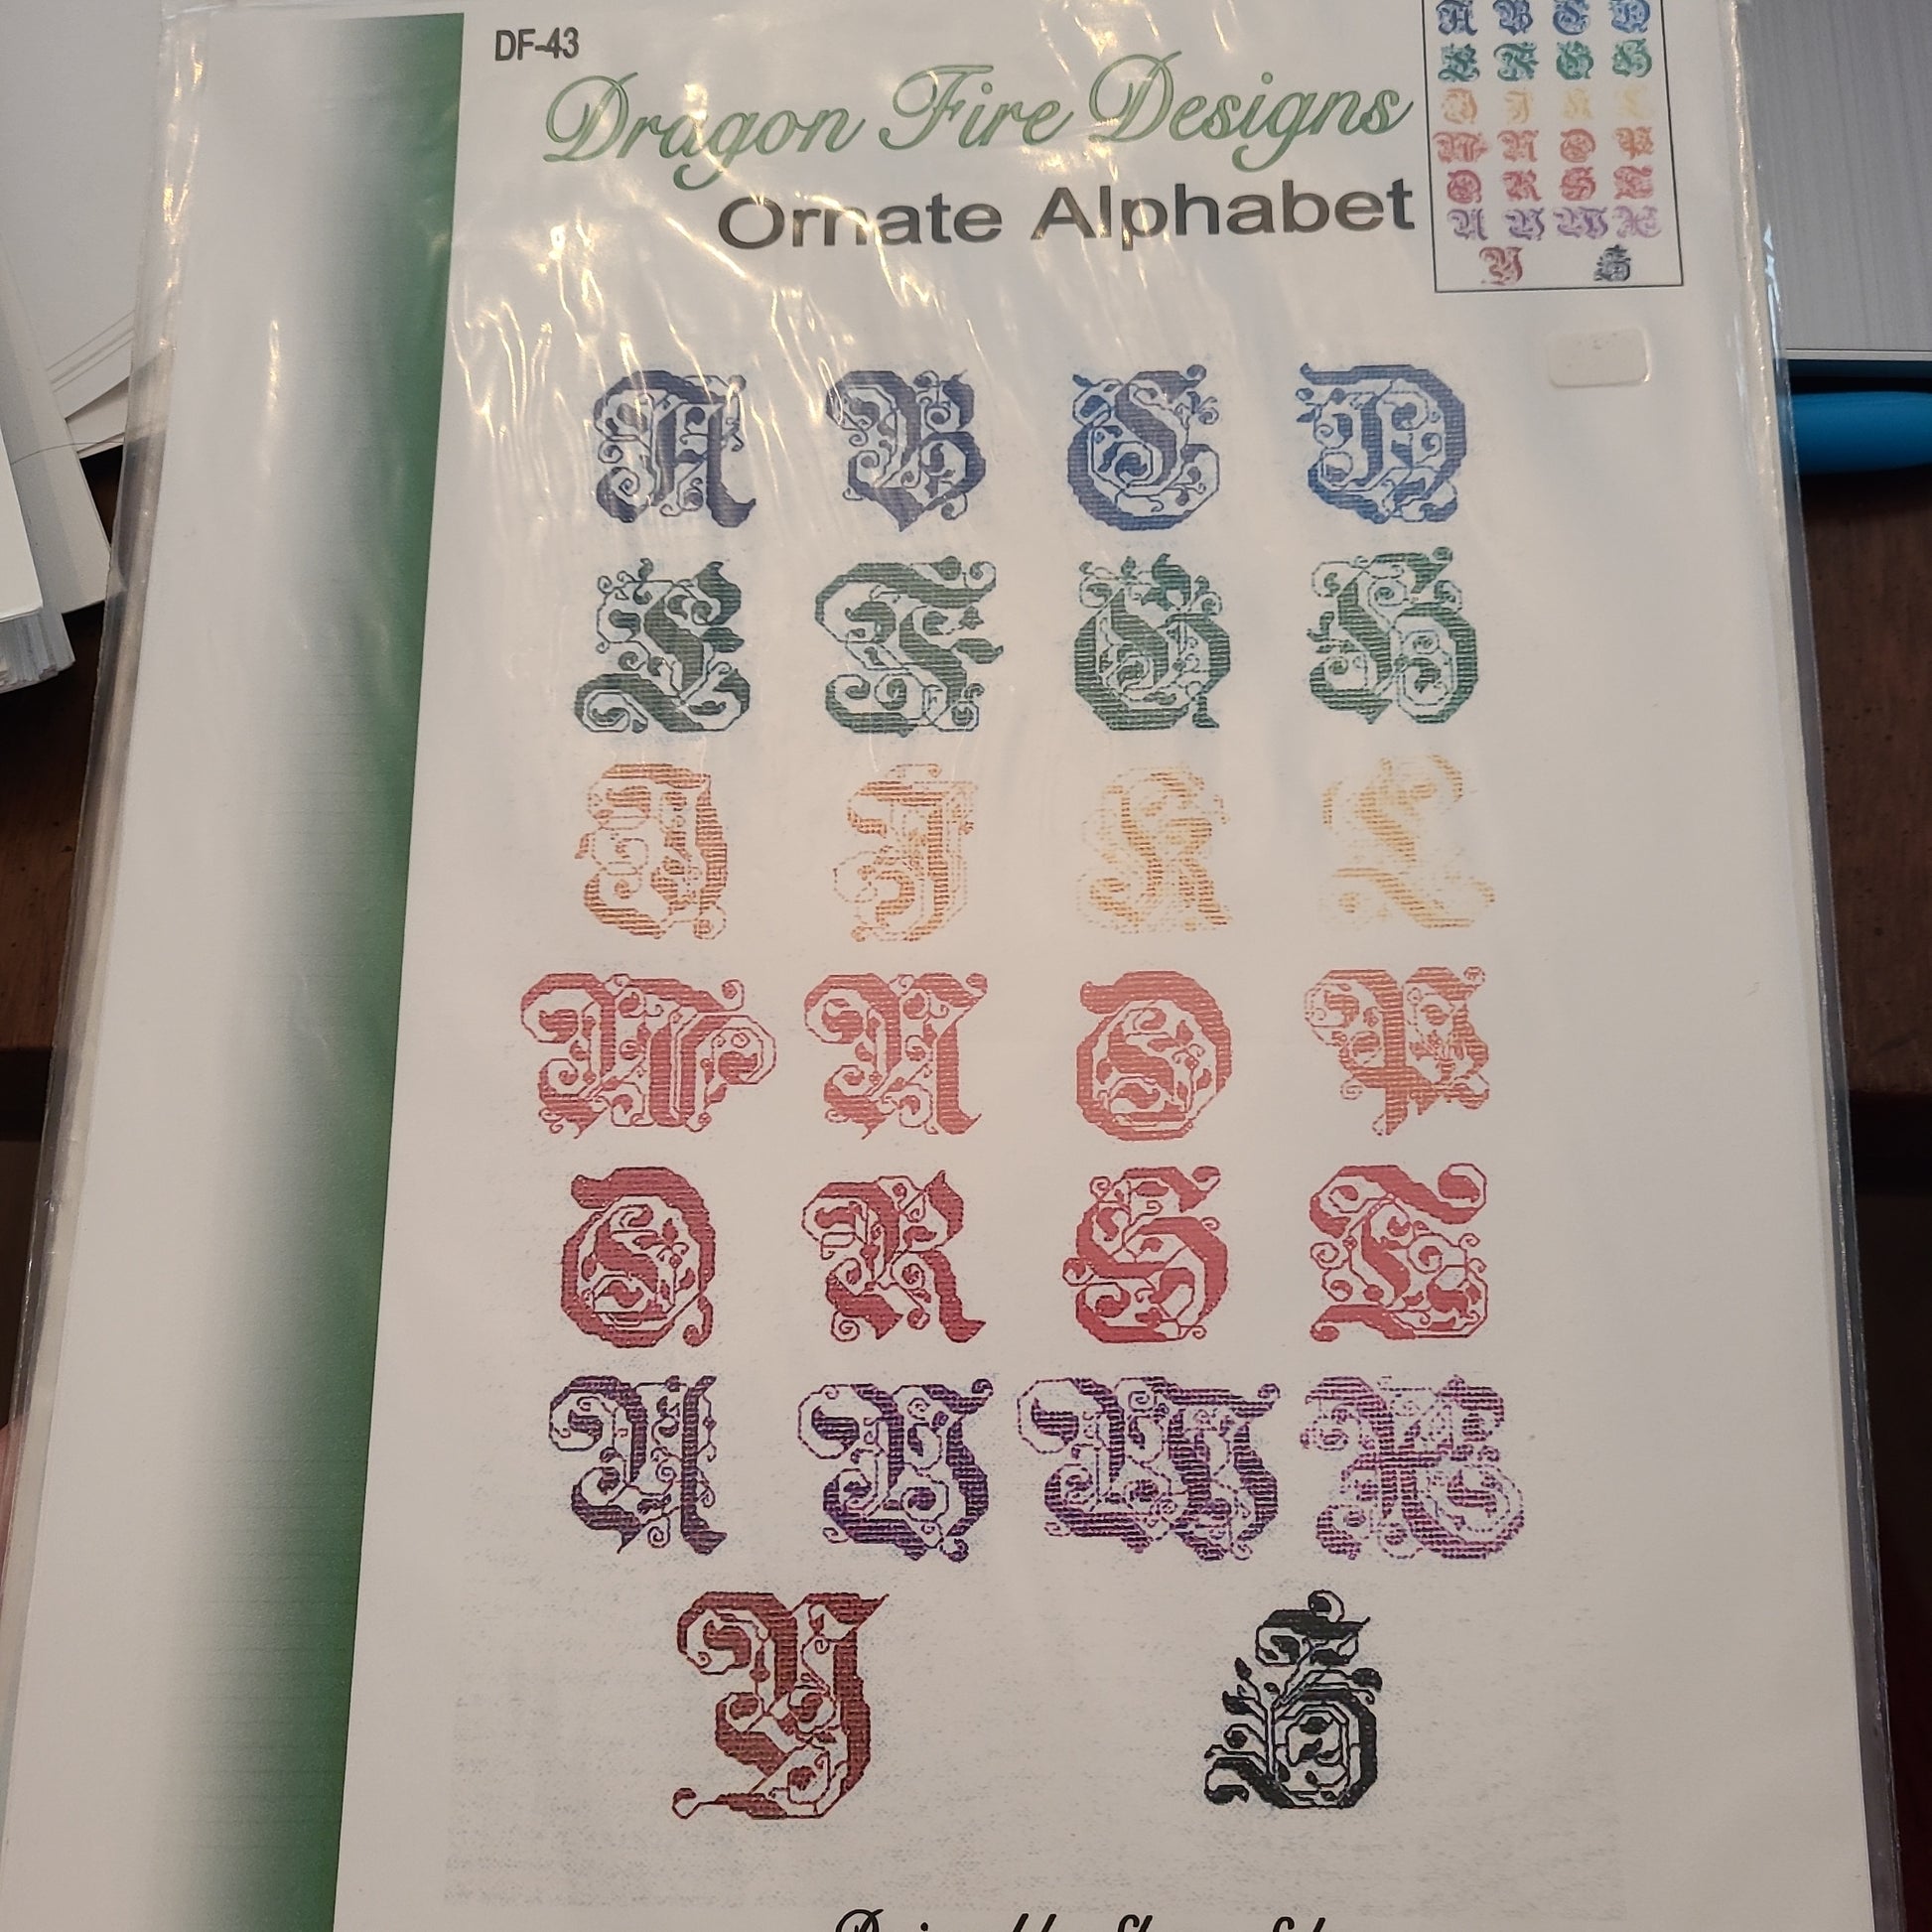 DF-43
Dragon Fire Designs
Ornate Alphabet
A B C D
E F G H
I J K L
M N O P
Q R S T
U V W X
Y Z